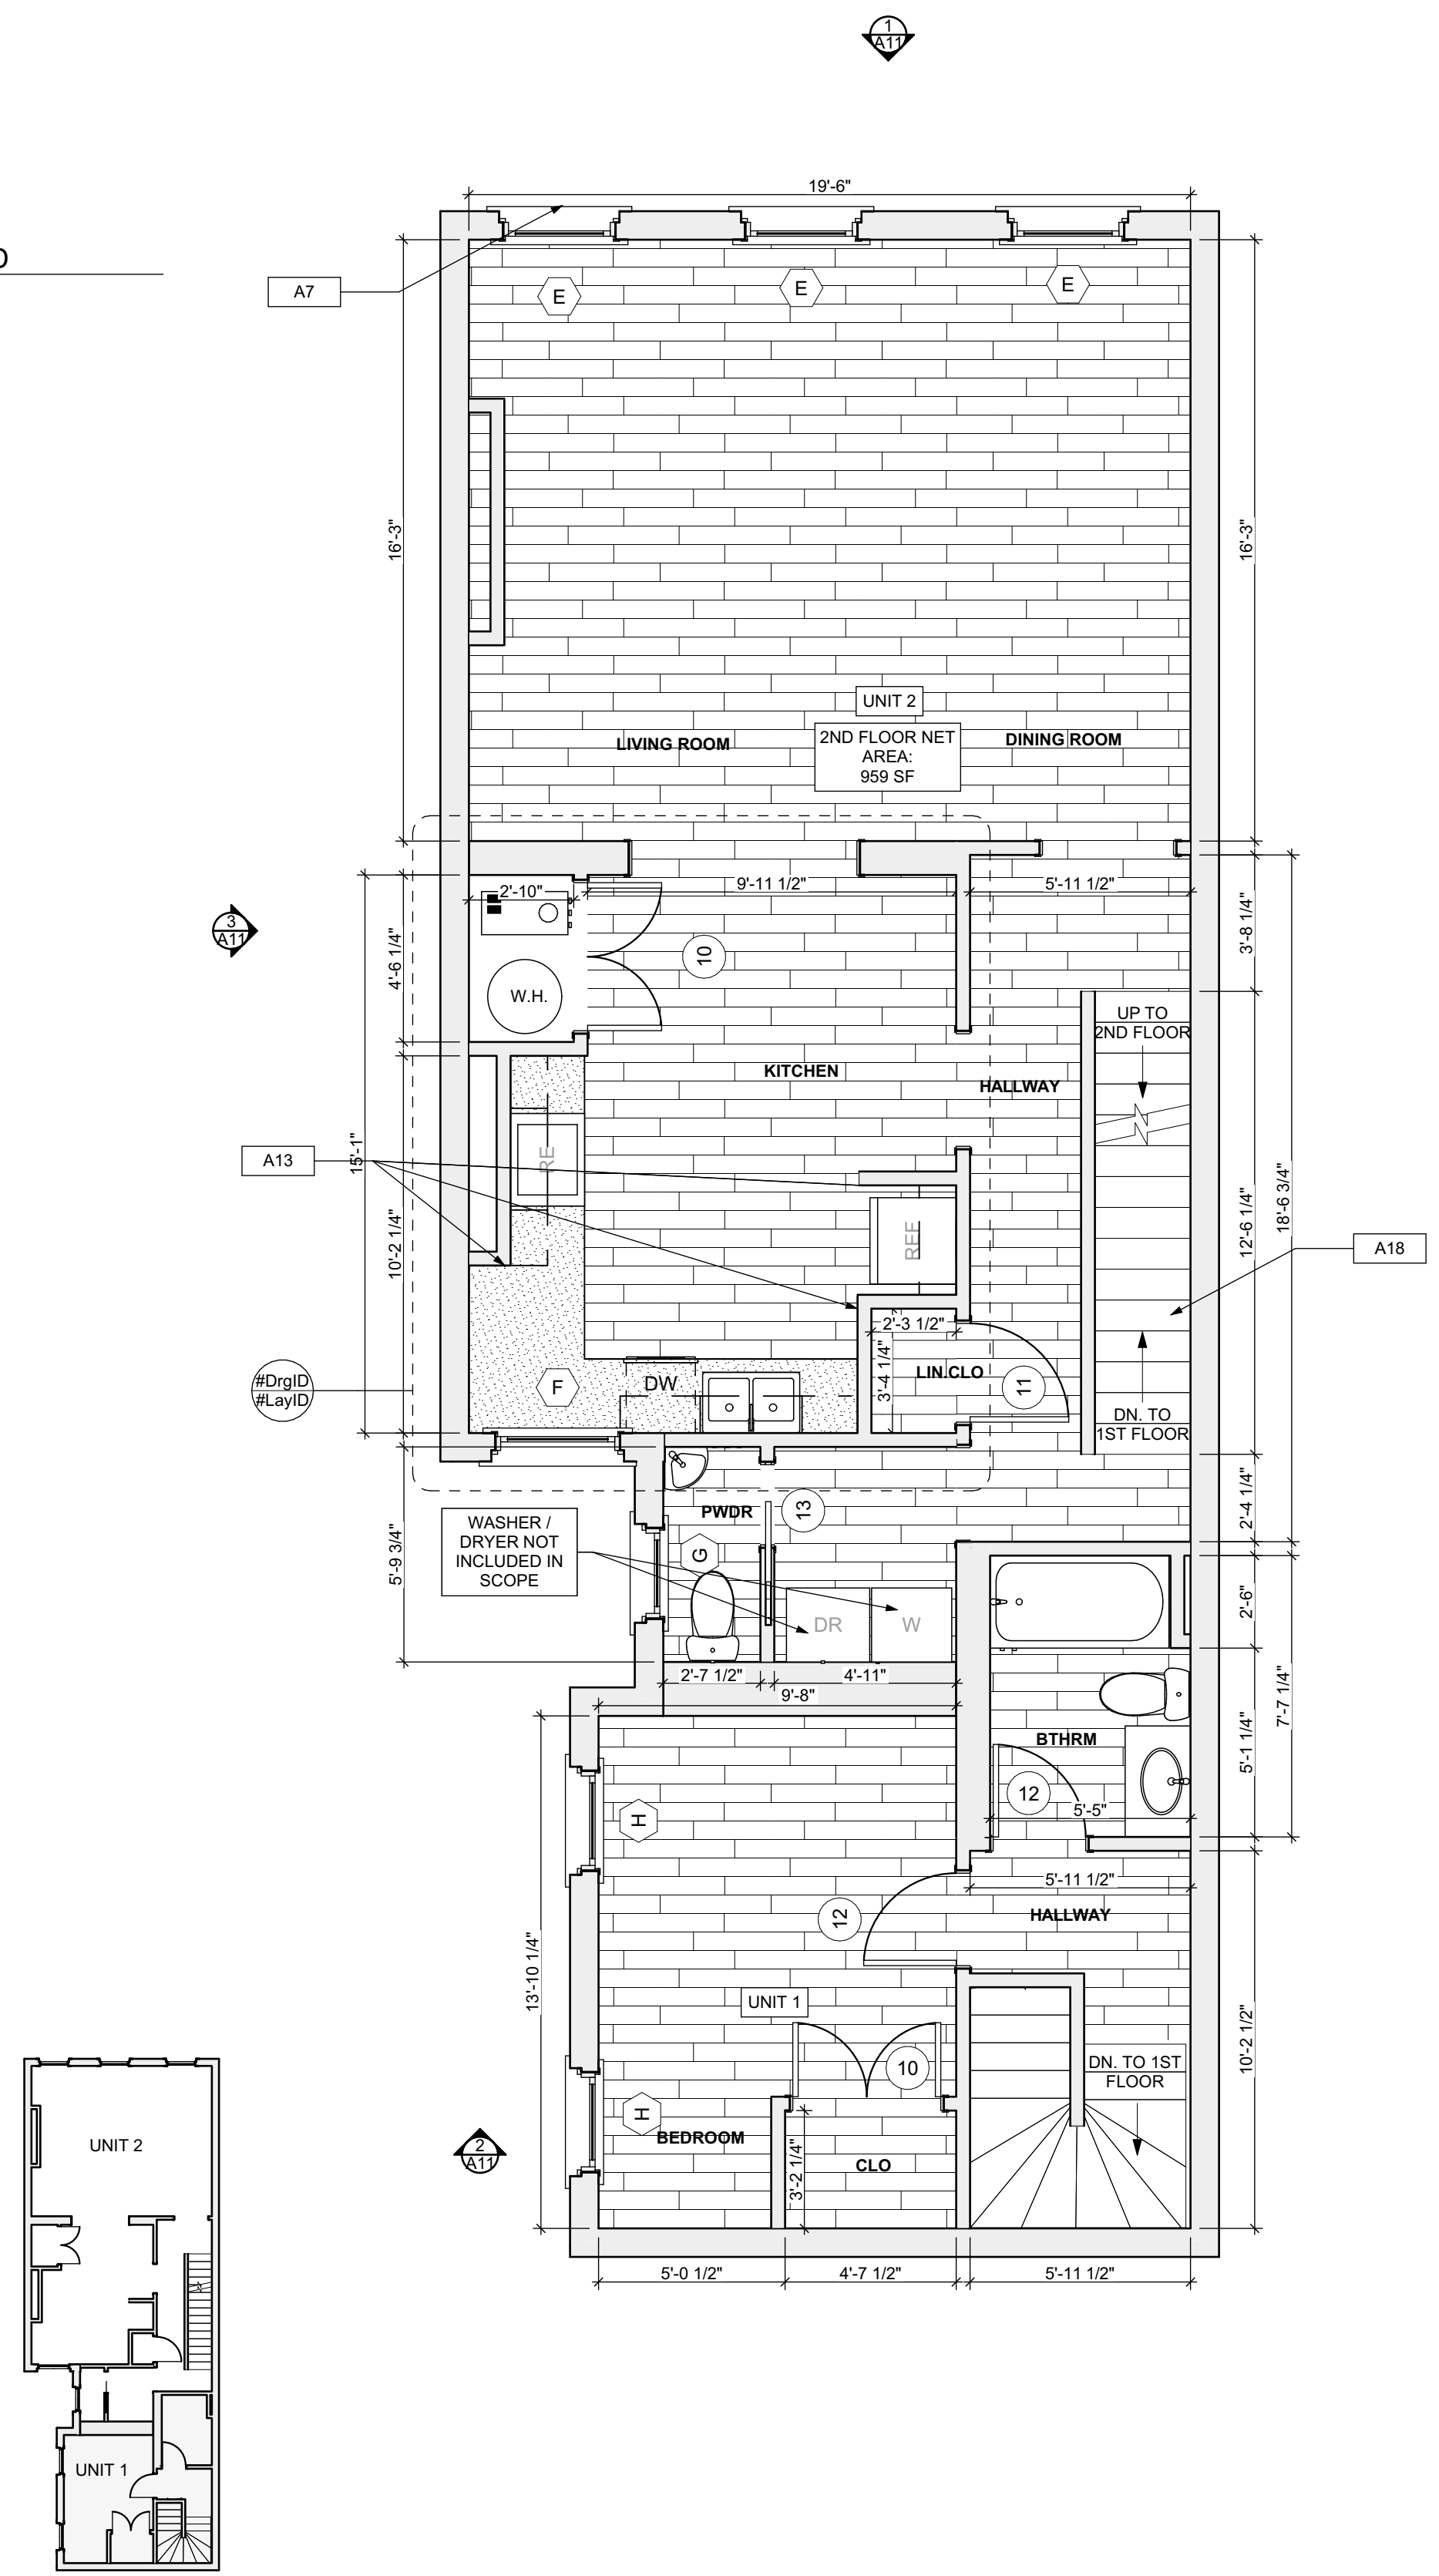 1
A11
19'-6"
A7
E
E
E
16'-3"
16'-3"
UNIT 2
LIVING ROOM
2ND FLOOR NET
AREA:
959 SF
DINING ROOM
2'-10"
9'-11 1/2"
5'-11 1/2"
3
A11
4'-6 1/4"
10
3'-8 1/4"
W.H.
UP TO
2ND FLOOR
KITCHEN
HALLWAY
A13
15'-1"
10'-2 1/4"
RE
REF
12'-6 1/4"
18'-6 3/4"
A18
2'-3 1/2"
3'-4 1/4"
LIN.CLO
11
#DrgID
#LayID
F
DW
DN. TO
1ST FLOOR
PWDR
13
2'-4 1/4"
WASHER /
DRYER NOT
INCLUDED IN
SCOPE
5'-9 3/4"
G
DR
W
2'-6"
2'-7 1/2"
4'-11"
9'-8"
7'-7 1/4"
5'-1 1/4"
BTHRM
12
5'-5"
H
5'-11 1/2"
12
HALLWAY
13'-10 1/4"
UNIT 1
10
DN. TO 1ST
FLOOR
10'-2 1/2"
H
BEDROOM
CLO
3'-2 1/4"
2
A11
5'-0 1/2"
4'-7 1/2"
5'-11 1/2"
UNIT 2
UNIT 1